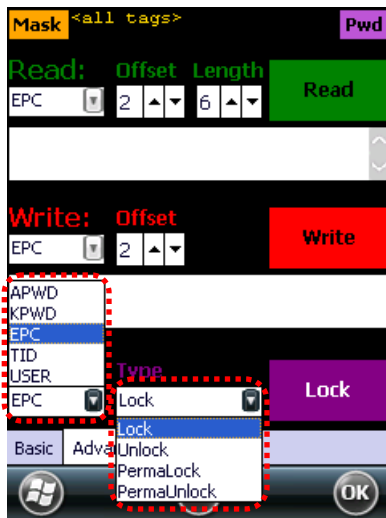 Mask <all tags> Pwd
Read: Offset Length
EPC 2 6 Read
Write: Offset
EPC 2 Write
APWD
KPWD
EPC
TID
USER
Type
EPC Lock Lock
Lock
Unlock
PermaLock
PermaUnlock
Basic Adva
OK